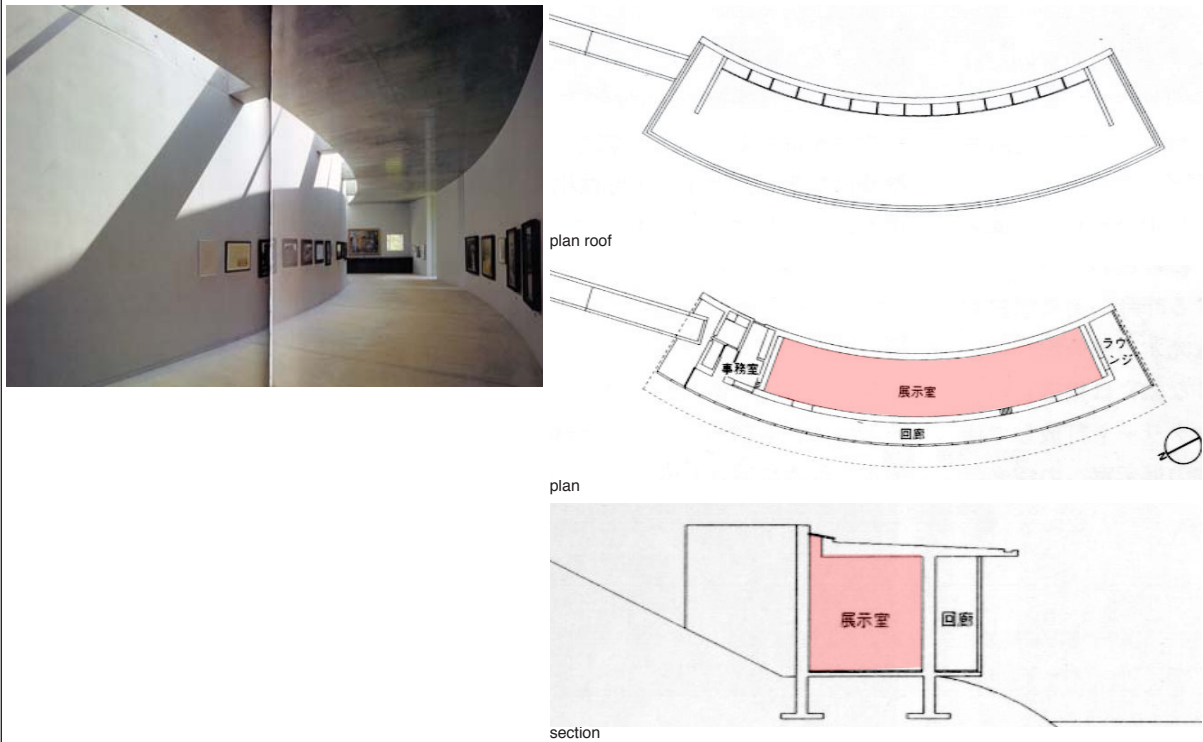 plan roof
事務室
展示室
ラウ
ンジ
回廊
N
plan
展示室
回廊
section